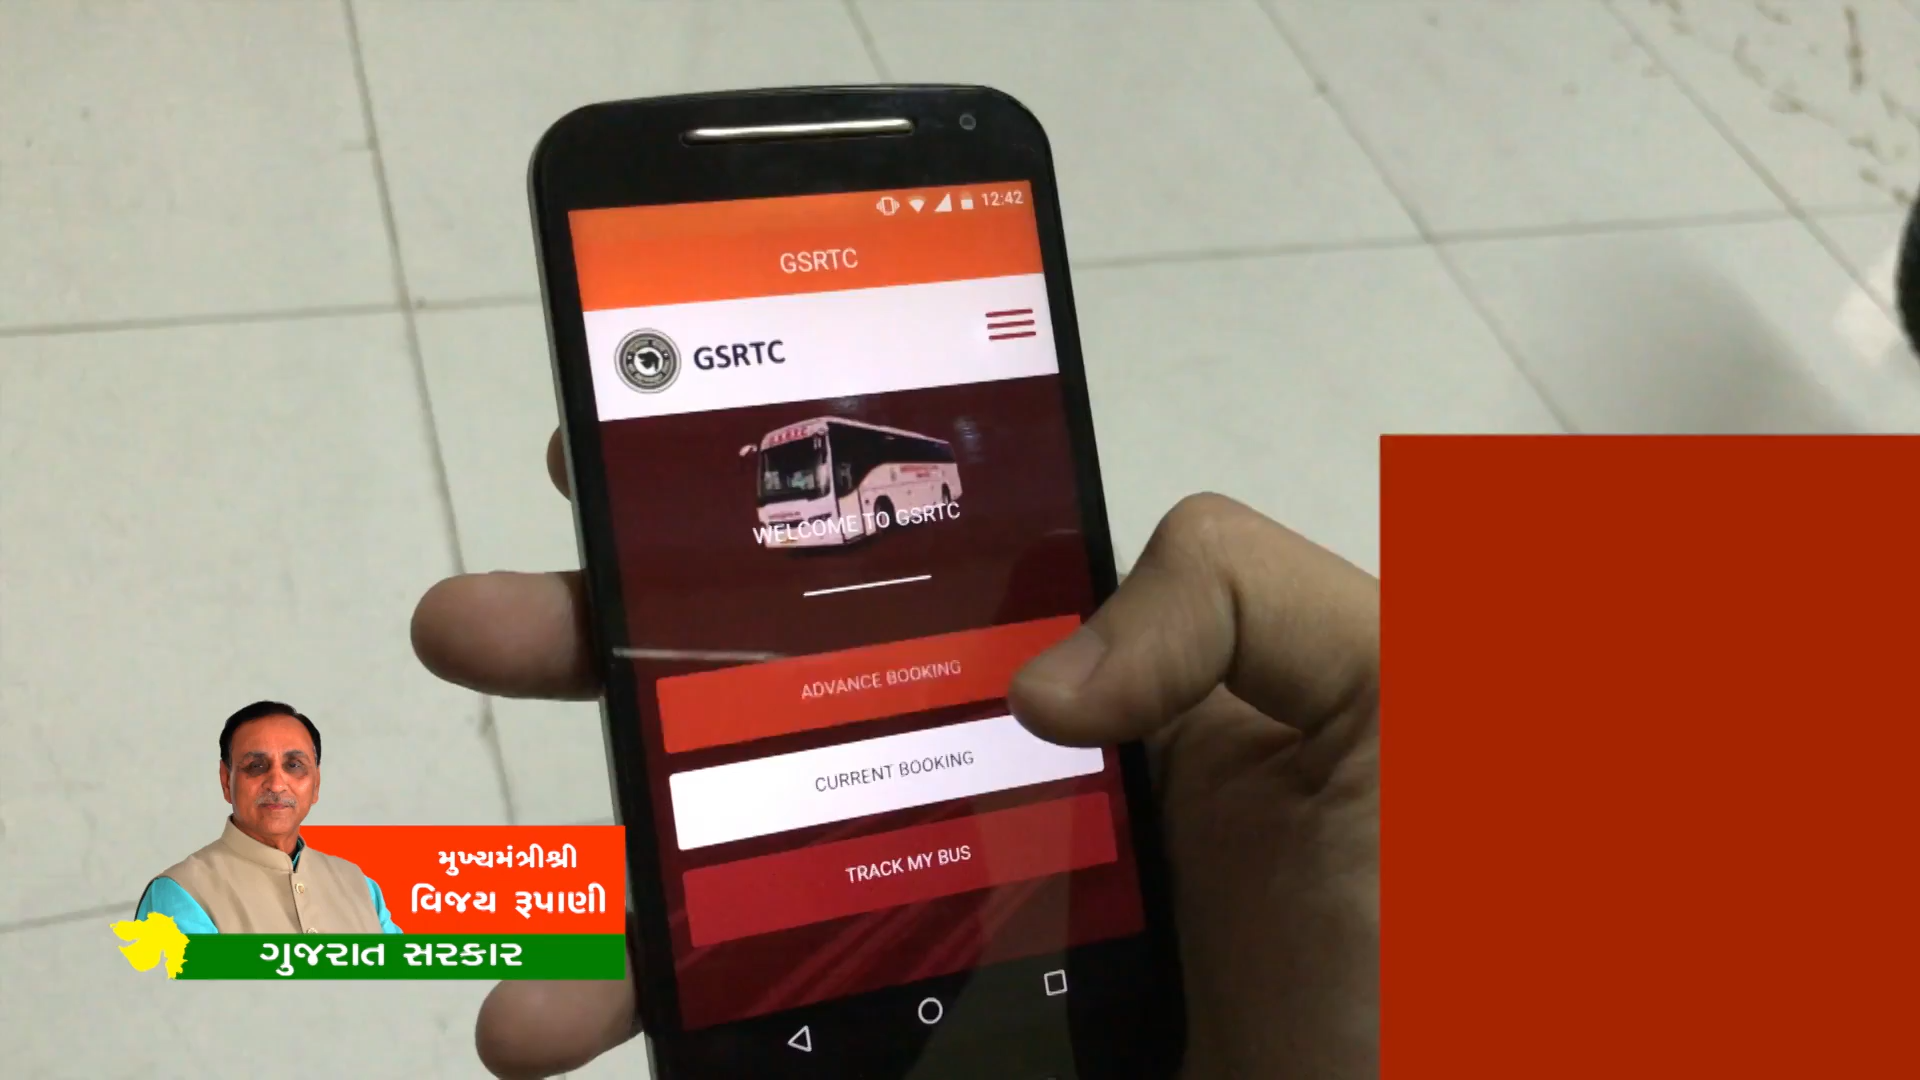 12:42
GSRTC
GSRTC
WELCOME TO GSRTC
ADVANCE BOOKING
CURRENT BOOKING
TRACK MY BUS
મુખ્યમંત્રીશ્રી
વિજય રૂપાણી
ગુજરાત સરકાર